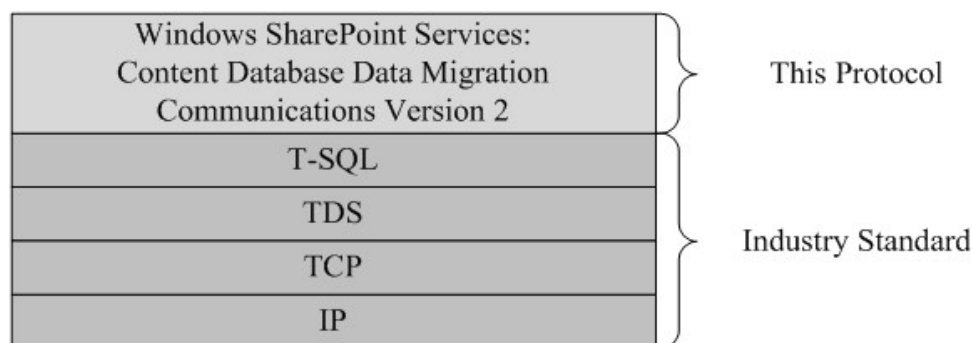 Windows SharePoint Services:
Content Database Data Migration
Communications Version 2
This Protocol
T-SQL
TDS
TCP
IP
Industry Standard